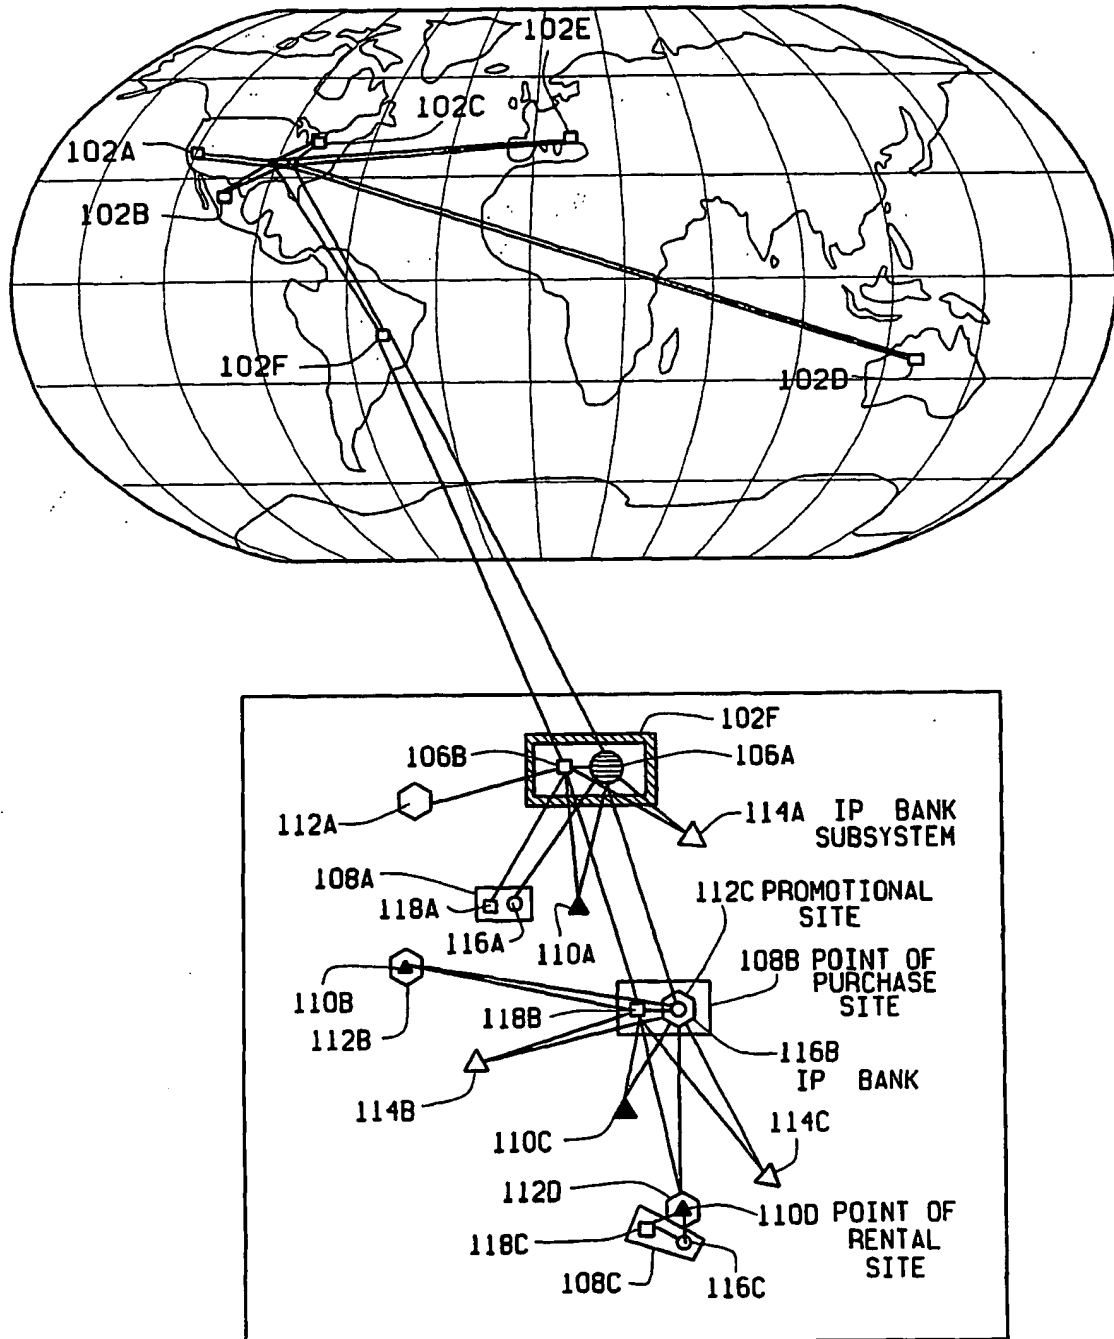 102E
102C
102A
102B
102F
102D
102F
106B
106A
112A
114A IP BANK
SUBSYSTEM
108A
118A
116A
110A
112C PROMOTIONAL
SITE
110B
112B
108B POINT OF
PURCHASE
SITE
118B
116B
IP BANK
114B
110C
114C
112D
110D POINT OF
RENTAL
SITE
118C
108C
116C